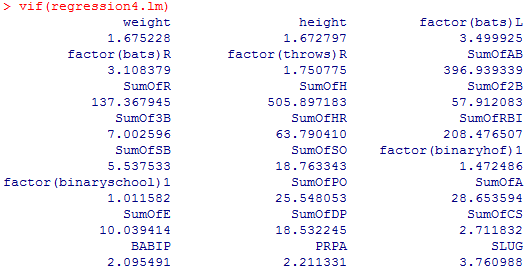 > vif(regression4.lm)
weight height factor(bats)L
1.675228 1.672797 3.499925
factor(bats)R factor(throws)R SumOfAB
3.108379 1.750775 396.939339
SumOfR SumOfH SumOf2B
137.367945 505.897183 57.912083
SumOf3B SumOfHR SumOfRBI
7.002596 63.790410 208.476507
SumOfSB SumOfSO factor(binaryhof)1
5.537533 18.763343 1.472486
factor(binaryschool)1 SumOfPO SumOfA
1.011582 25.548053 28.653594
SumOfE SumOfDP SumOfCS
10.039414 18.532245 2.711832
BABIP PRPA SLUG
2.095491 2.211331 3.760988